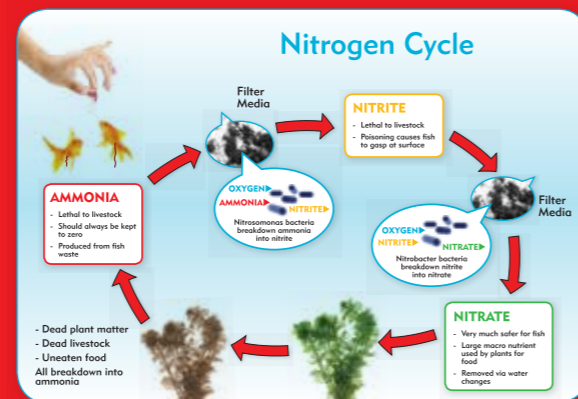 Nitrogen Cycle
Filter
Media
NITRITE
- Lethal to livestock
- Poisoning causes fish
to gasp at surface
AMMONIA
- Lethal to livestock
- Should always be kept
to zero
- Produced from fish
waste
OXYGEN
AMMONIA
NITRITE
Nitrosomonas bacteria
breakdown ammonia
into nitrite
Filter
Media
OXYGEN
NITRITE
NITRATE
Nitrobacter bacteria
breakdown nitrite
into nitrate
NITRATE
- Very much safer for fish
- Large macro nutrient
used by plants for
food
- Removed via water
changes
- Dead plant matter
- Dead livestock
- Uneaten food
All breakdown into
ammonia